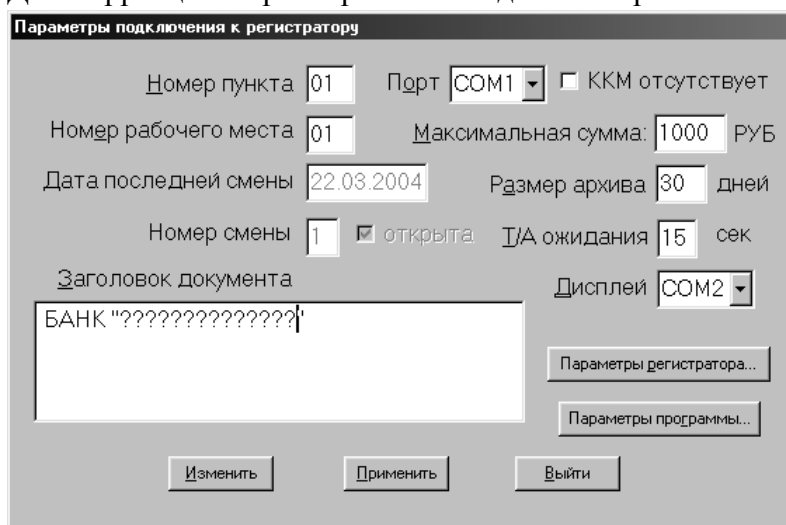 Параметры подключения к регистратору
Номер пункта 01 Порт COM1 ККМ отсутствует
Номер рабочего места 01 Максимальная сумма: 1000 РУБ
Дата последней смены 22.03.2004 Размер архива 30 дней
Номер смены 1 открыта Т/А ожидания 15 сек
Заголовок документа Дисплей COM2
БАНК "??????????????"
Параметры регистратора...
Параметры программы...
Изменить Применить Выйти